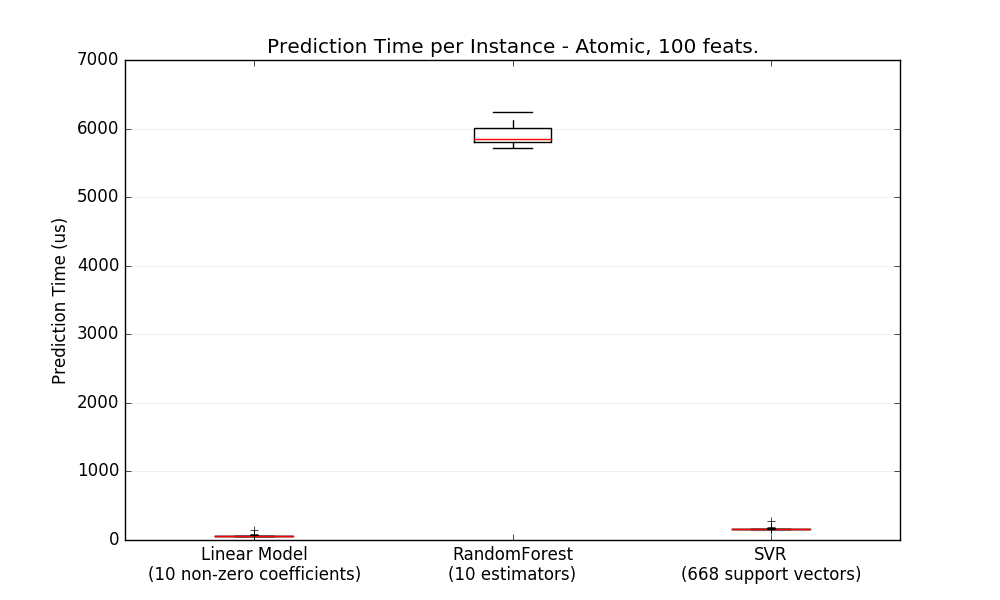 Prediction Time per Instance - Atomic, 100 feats.
7000
6000
5000
4000
3000
2000
1000
0
Prediction Time (us)
Linear Model
(10 non-zero coefficients)
RandomForest
(10 estimators)
SVR
(668 support vectors)